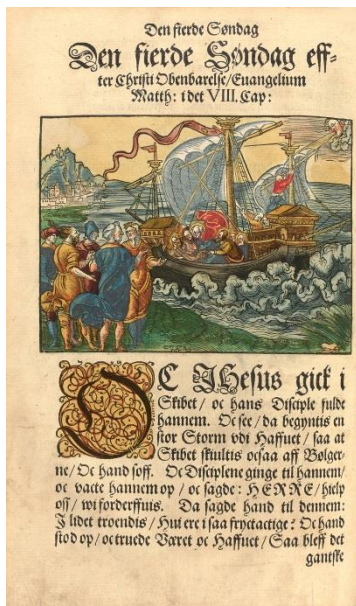 Den fierde Søndag
Den fierde Søndag eff-
ter Christi Obenbarelse/Euangelium
Matth: i det VIII. Cap:
OC JHesus gick i
Skibet / oc hans Disciple fulde
hannem. Oc see / da begyntis en
stor Storm vdi Haffuet / saa at
Skibet skiultis ocsaa aff Bølger-
ne / Oc hand soff. Oc Disciplene ginge til hannem/
oc vacte hannem op / oc sagde: HERRE / hielp
oss / wi forderffuis. Da sagde hand til dennem:
I lidet troendis / Hui ere i saa fryctactige? Oc hand
stod op / oc truede Været oc Haffuet / Saa bleff det
gantske